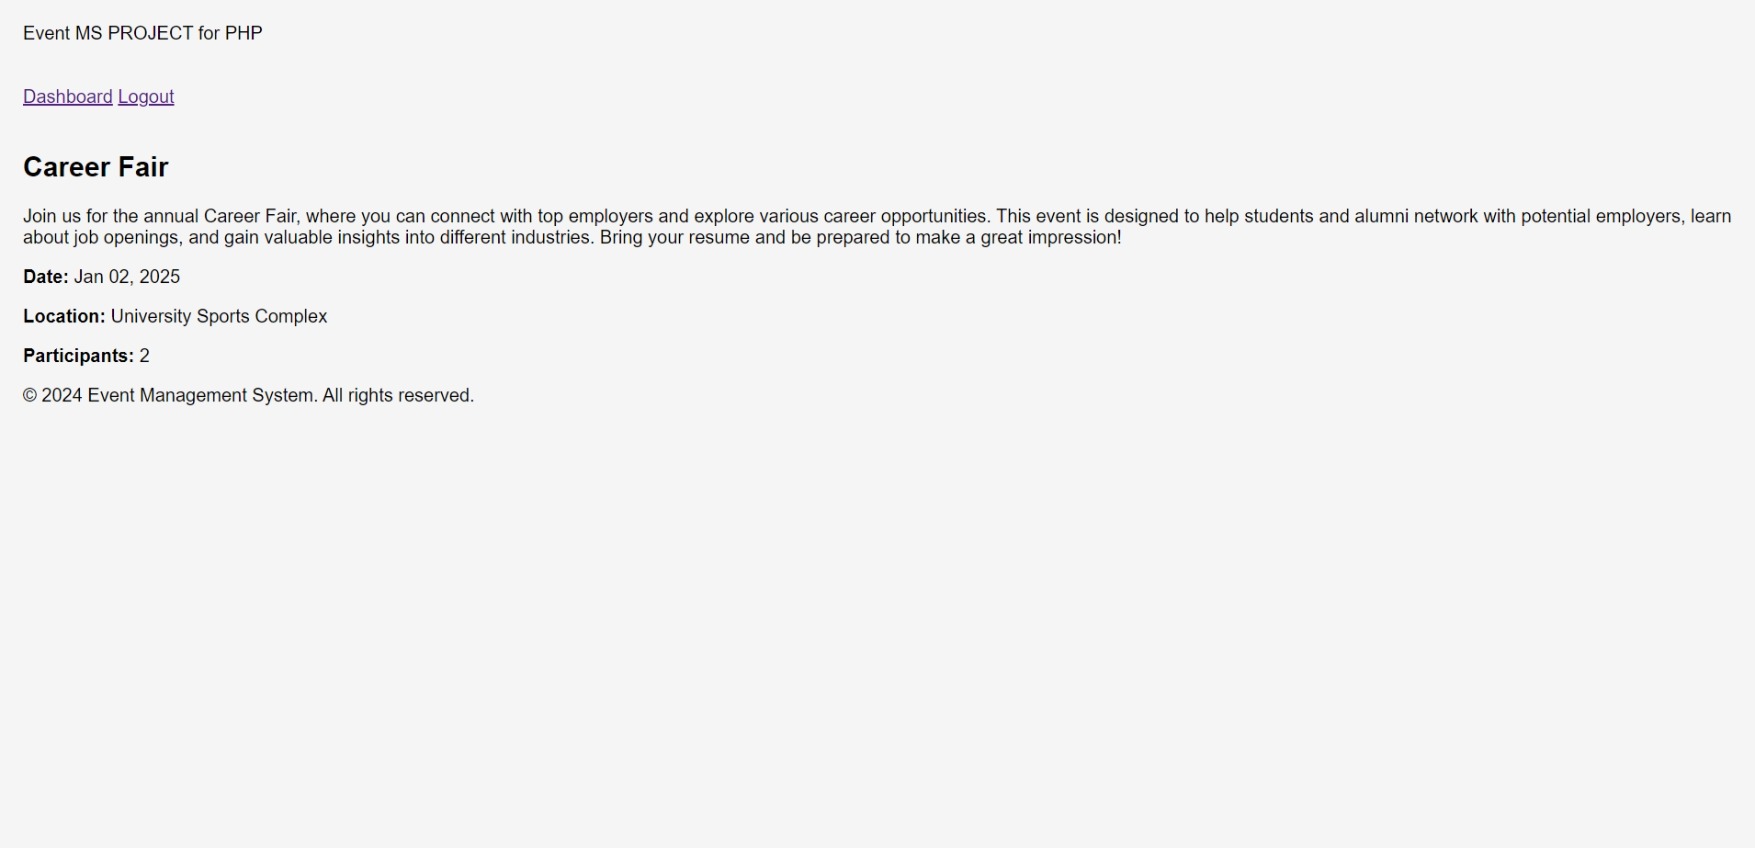 Event MS PROJECT for PHP
Dashboard Logout
Career Fair
Join us for the annual Career Fair, where you can connect with top employers and explore various career opportunities. This event is designed to help students and alumni network with potential employers, learn
about job openings, and gain valuable insights into different industries. Bring your resume and be prepared to make a great impression!
Date: Jan 02, 2025
Location: University Sports Complex
Participants: 2
© 2024 Event Management System. All rights reserved.